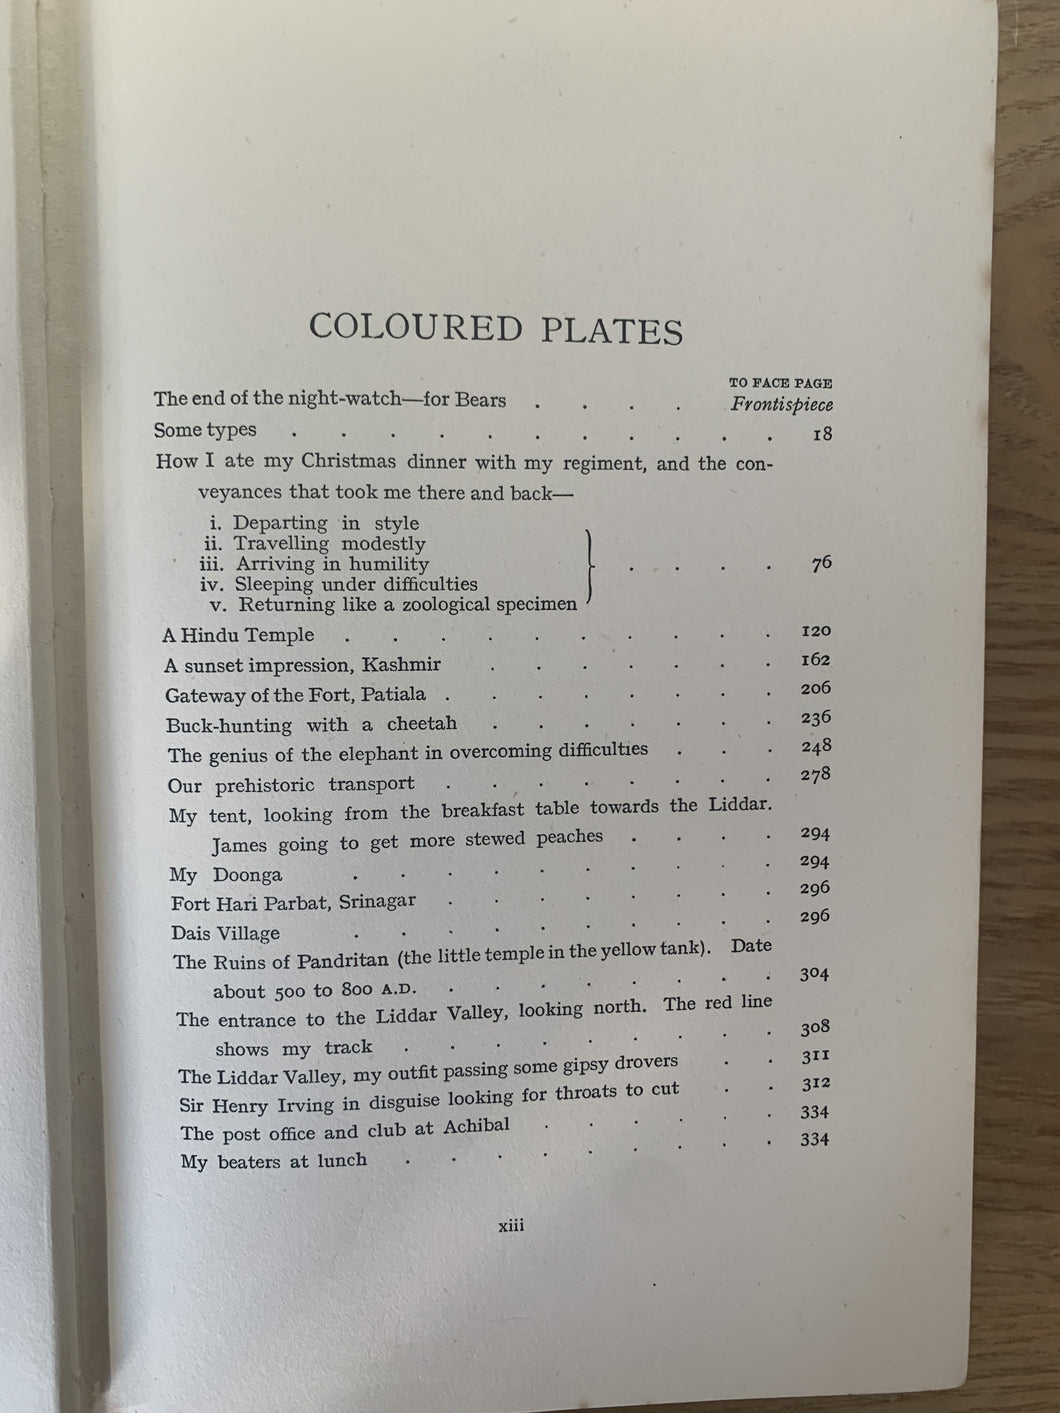 COLOURED PLATES
TO FACE PAGE
The end of the night-watch—for Bears . . . . Frontispiece
Some types . . . . . . . . . . . 18
How I ate my Christmas dinner with my regiment, and the con-
veyances that took me there and back—
i. Departing in style
ii. Travelling modestly
iii. Arriving in humility . . . . 76
iv. Sleeping under difficulties
v. Returning like a zoological specimen
A Hindu Temple . . . . . . . . . . 120
A sunset impression, Kashmir . . . . . . . 162
Gateway of the Fort, Patiala . . . . . . . . 206
Buck-hunting with a cheetah . . . . . . . 236
The genius of the elephant in overcoming difficulties . . . 248
Our prehistoric transport . . . . . . . . 278
My tent, looking from the breakfast table towards the Liddar.
James going to get more stewed peaches . . . . 294
My Doonga . . . . . . . . . . 294
Fort Hari Parbat, Srinagar . . . . . . . . 296
Dais Village . . . . . . . . . . 296
The Ruins of Pandritan (the little temple in the yellow tank). Date
about 500 to 800 A.D. . . . . . . . . 304
The entrance to the Liddar Valley, looking north. The red line
shows my track . . . . . . . . . 308
The Liddar Valley, my outfit passing some gipsy drovers . . 311
Sir Henry Irving in disguise looking for throats to cut . . 312
The post office and club at Achibal . . . . . . 334
My beaters at lunch . . . . . . . . . 334
xiii